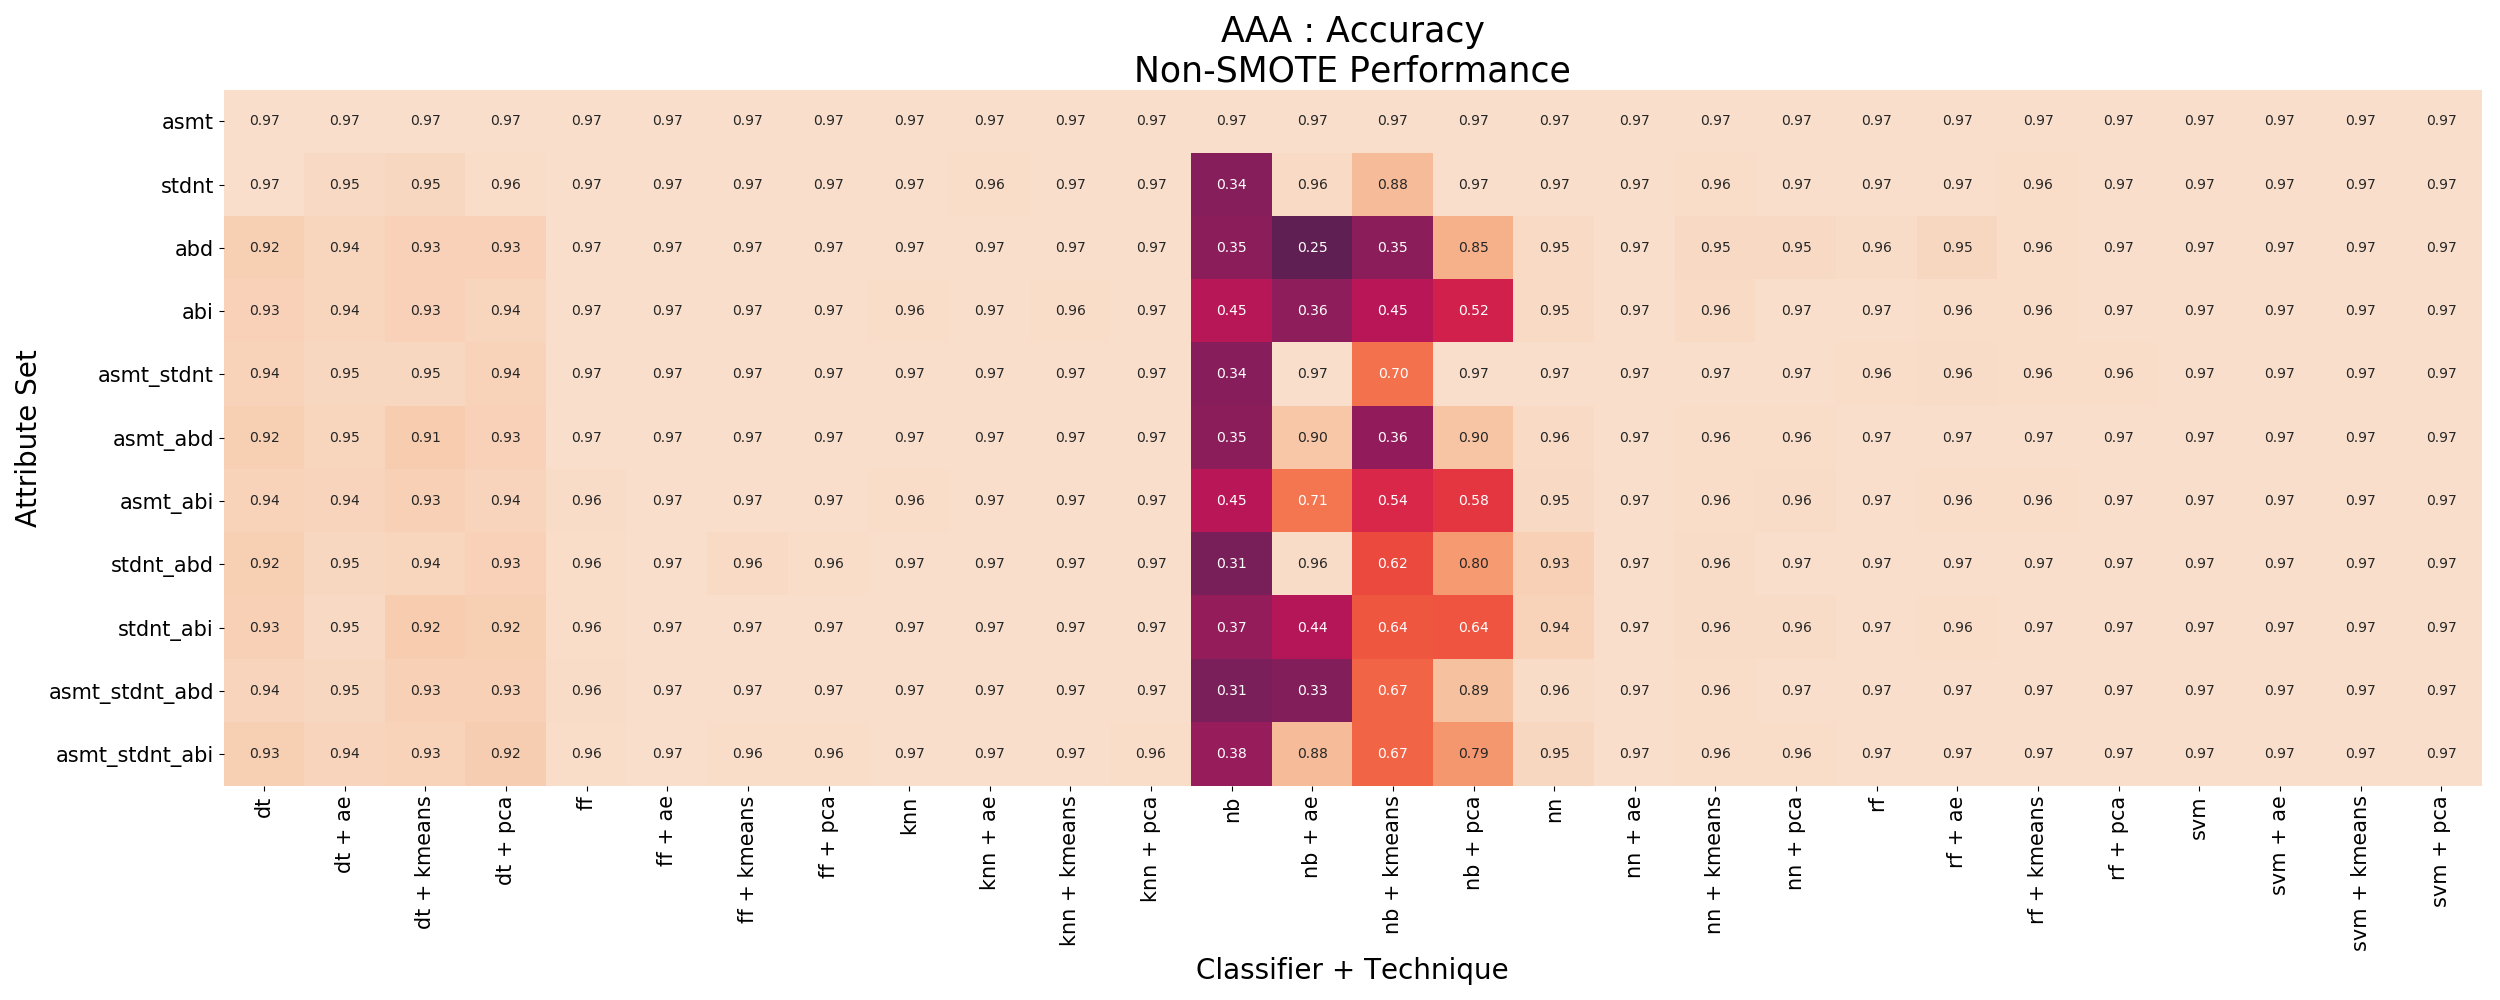 AAA : Accuracy
Non-SMOTE Performance
Attribute Set
asmt 0.97 0.97 0.97 0.97 0.97 0.97 0.97 0.97 0.97 0.97 0.97 0.97 0.97 0.97 0.97 0.97 0.97 0.97 0.97 0.97 0.97 0.97 0.97 0.97 0.97 0.97 0.97 0.97
stdnt 0.97 0.95 0.95 0.96 0.97 0.97 0.97 0.97 0.97 0.96 0.97 0.97 0.34 0.96 0.88 0.97 0.97 0.97 0.96 0.97 0.97 0.97 0.96 0.97 0.97 0.97 0.97 0.97
abd 0.92 0.94 0.93 0.93 0.97 0.97 0.97 0.97 0.97 0.97 0.97 0.97 0.35 0.25 0.35 0.85 0.95 0.97 0.95 0.95 0.96 0.95 0.96 0.97 0.97 0.97 0.97 0.97
abi 0.93 0.94 0.93 0.94 0.97 0.97 0.97 0.97 0.96 0.97 0.96 0.97 0.45 0.36 0.45 0.52 0.95 0.97 0.96 0.97 0.97 0.96 0.96 0.97 0.97 0.97 0.97 0.97
asmt_stdnt 0.94 0.95 0.95 0.94 0.97 0.97 0.97 0.97 0.97 0.97 0.97 0.97 0.34 0.97 0.70 0.97 0.97 0.97 0.97 0.97 0.96 0.96 0.96 0.96 0.97 0.97 0.97 0.97
asmt_abd 0.92 0.95 0.91 0.93 0.97 0.97 0.97 0.97 0.97 0.97 0.97 0.97 0.35 0.90 0.36 0.90 0.96 0.97 0.96 0.96 0.97 0.97 0.97 0.97 0.97 0.97 0.97 0.97
asmt_abi 0.94 0.94 0.93 0.94 0.96 0.97 0.97 0.97 0.96 0.97 0.97 0.97 0.45 0.71 0.54 0.58 0.95 0.97 0.96 0.96 0.97 0.96 0.96 0.97 0.97 0.97 0.97 0.97
stdnt_abd 0.92 0.95 0.94 0.93 0.96 0.97 0.96 0.96 0.97 0.97 0.97 0.97 0.31 0.96 0.62 0.80 0.93 0.97 0.96 0.97 0.97 0.97 0.97 0.97 0.97 0.97 0.97 0.97
stdnt_abi 0.93 0.95 0.92 0.92 0.96 0.97 0.97 0.97 0.97 0.97 0.97 0.97 0.37 0.44 0.64 0.64 0.94 0.97 0.96 0.96 0.97 0.96 0.97 0.97 0.97 0.97 0.97 0.97
asmt_stdnt_abd 0.94 0.95 0.93 0.93 0.96 0.97 0.97 0.97 0.97 0.97 0.97 0.97 0.31 0.33 0.67 0.89 0.96 0.97 0.96 0.97 0.97 0.97 0.97 0.97 0.97 0.97 0.97 0.97
asmt_stdnt_abi 0.93 0.94 0.93 0.92 0.96 0.97 0.96 0.96 0.97 0.97 0.97 0.96 0.38 0.88 0.67 0.79 0.95 0.97 0.96 0.96 0.97 0.97 0.97 0.97 0.97 0.97 0.97 0.97
dt
dt + ae
dt + kmeans
dt + pca
ff
ff + ae
ff + kmeans
ff + pca
knn
knn + ae
knn + kmeans
knn + pca
nb
nb + ae
nb + kmeans
nb + pca
nn
nn + ae
nn + kmeans
nn + pca
rf
rf + ae
rf + kmeans
rf + pca
svm
svm + ae
svm + kmeans
svm + pca
Classifier + Technique